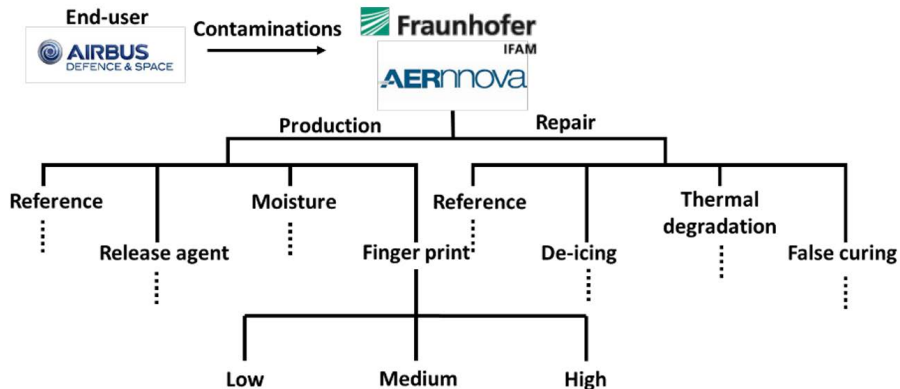 End-user
AIRBUS
DEFENCE & SPACE
Contaminations
Fraunhofer
IFAM
AERnnova
Production
Repair
Reference
Moisture
Reference
Thermal
degradation
Release agent
Finger print
De-icing
False curing
Low
Medium
High